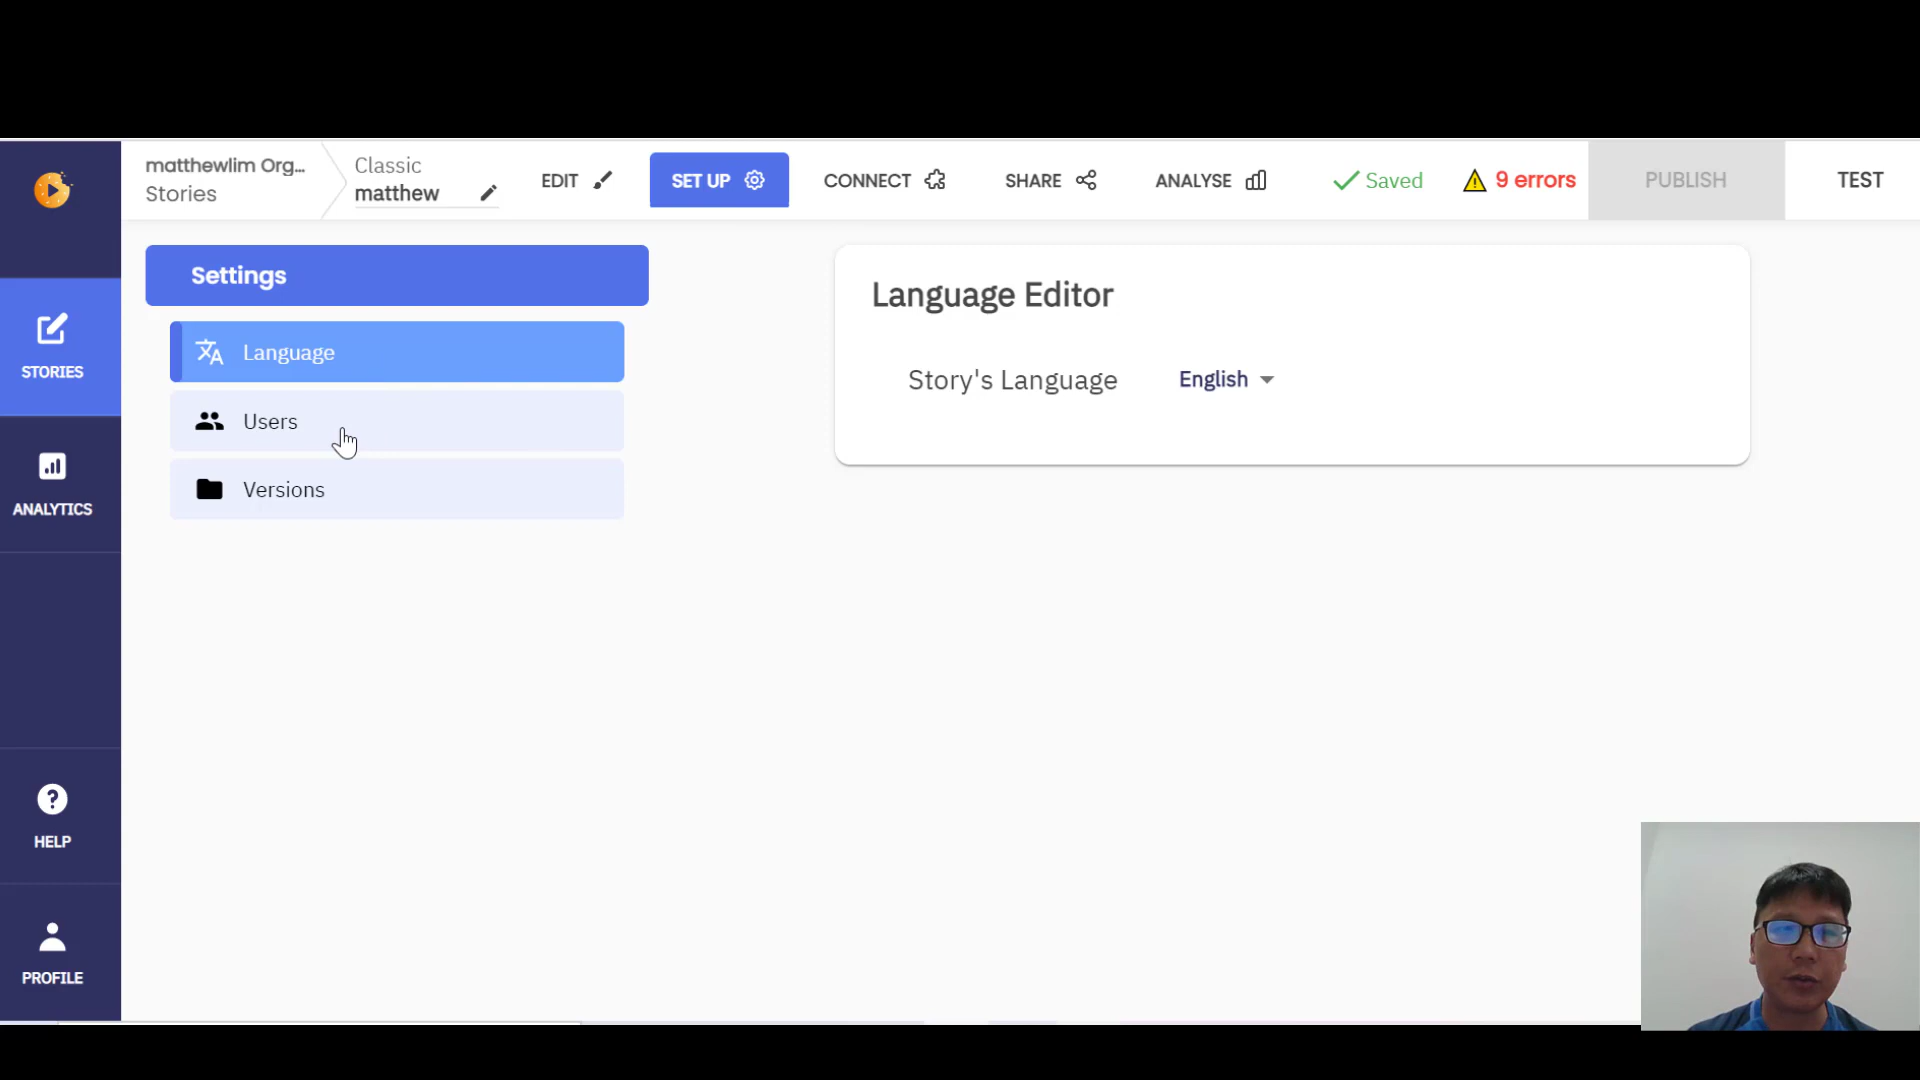 matthewlim Org...
Stories
Classic
matthew
EDIT
SET UP
CONNECT
SHARE
ANALYSE
Saved
9 errors
PUBLISH
TEST
Settings
Language
Users
Versions
Language Editor
Story's Language
English
STORIES
ANALYTICS
HELP
PROFILE